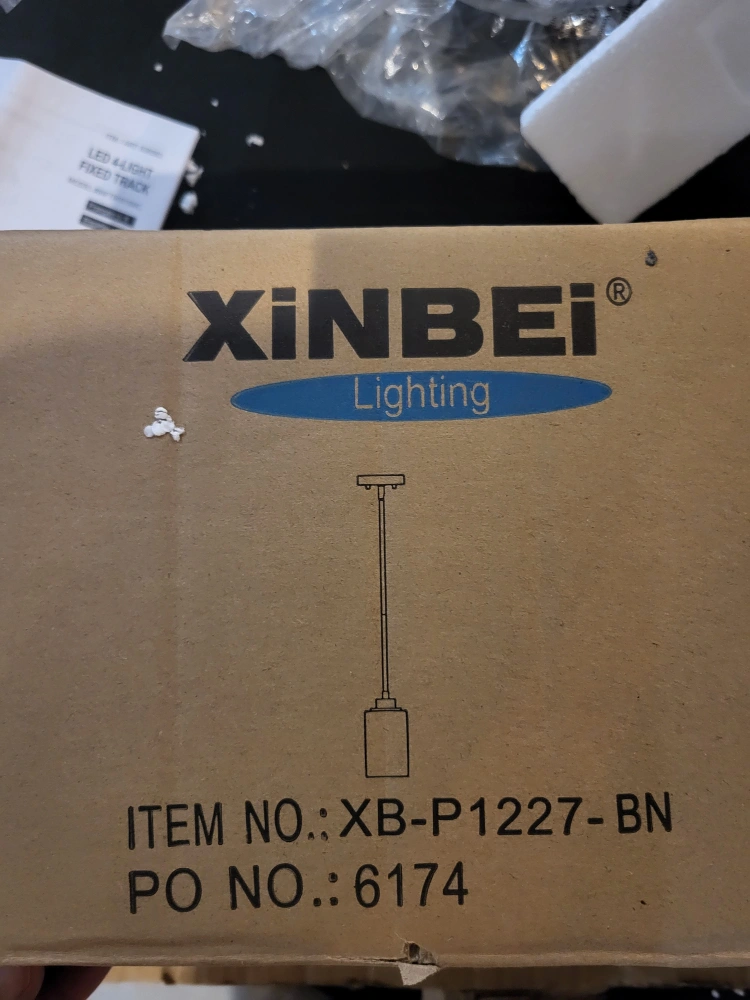 LED 4-LIGHT
FIXED TRACK
XiNBEi®
Lighting
ITEM NO.: XB-P1227-BN
PO NO.: 6174